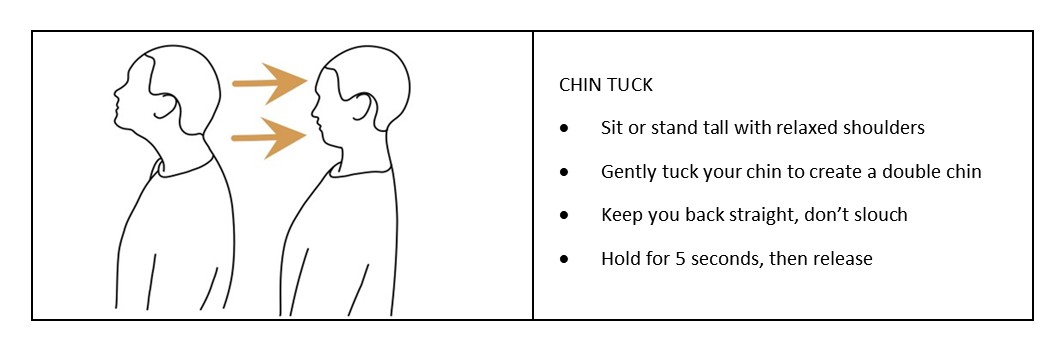 CHIN TUCK
• Sit or stand tall with relaxed shoulders
• Gently tuck your chin to create a double chin
• Keep you back straight, don’t slouch
• Hold for 5 seconds, then release